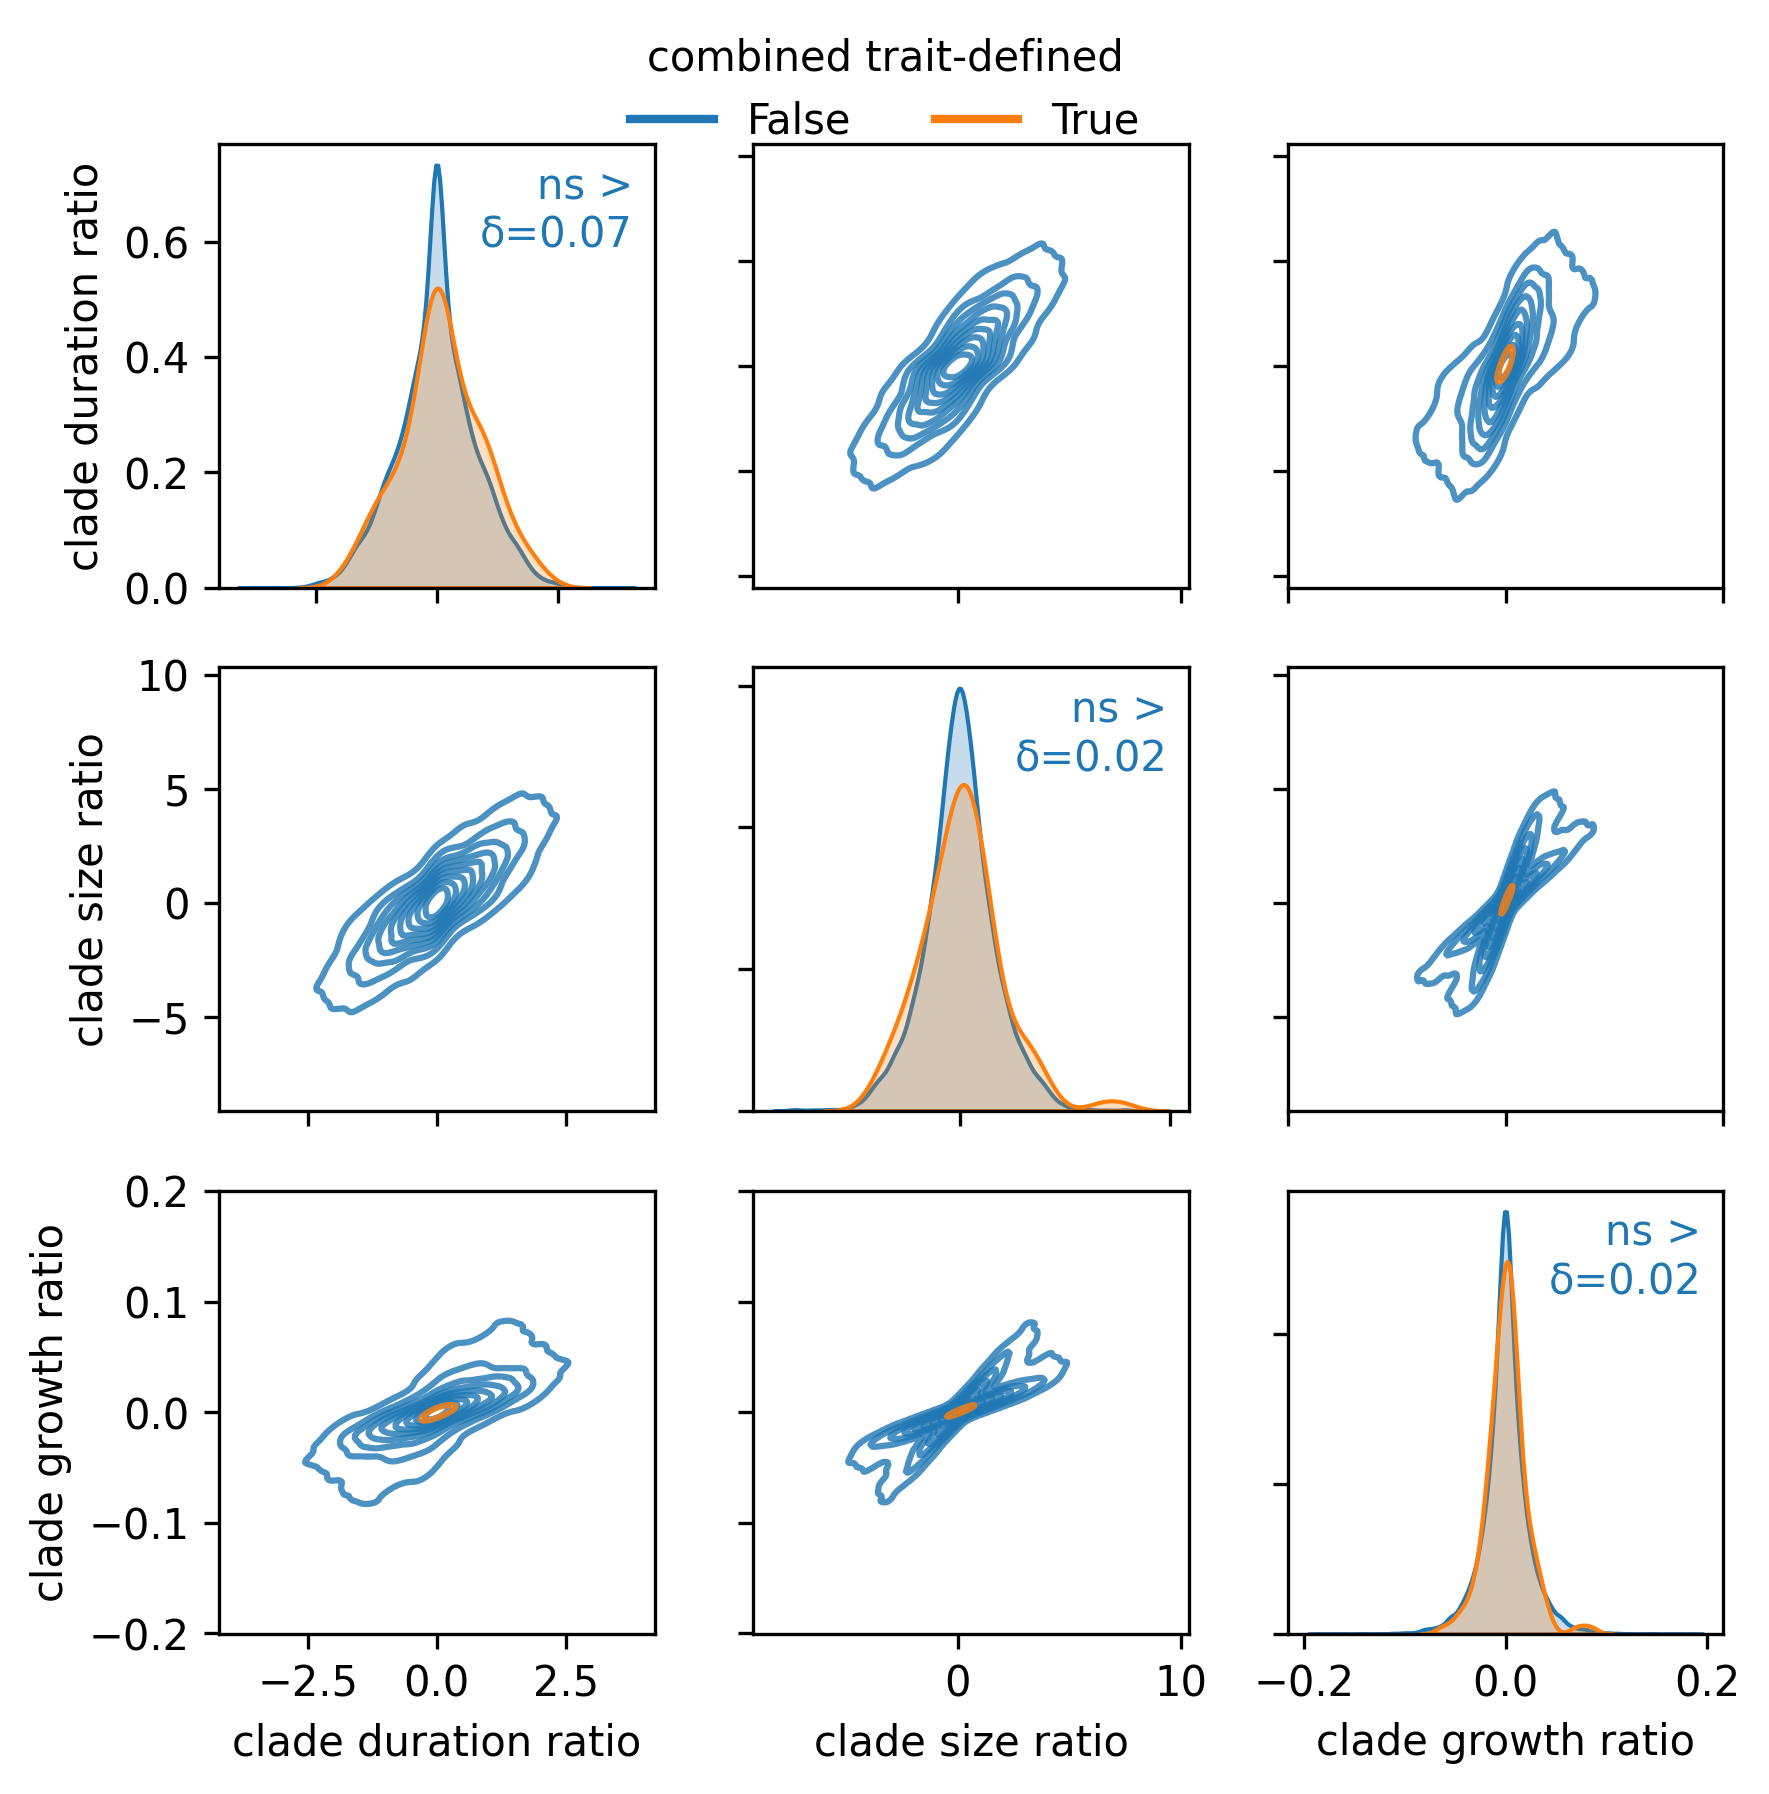 combined trait-defined
False True
clade duration ratio
0.6
0.4
0.2
0.0
ns >
δ=0.07
clade size ratio
10
5
0
−5
ns >
δ=0.02
clade growth ratio
0.2
0.1
0.0
−0.1
−0.2
ns >
δ=0.02
−2.5 0.0 2.5
0 10
−0.2 0.0 0.2
clade duration ratio
clade size ratio
clade growth ratio